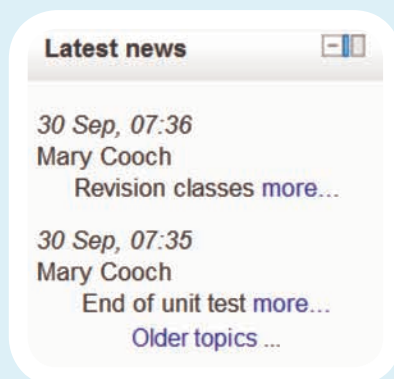 Latest news
30 Sep, 07:36
Mary Cooch
Revision classes more...
30 Sep, 07:35
Mary Cooch
End of unit test more...
Older topics ...